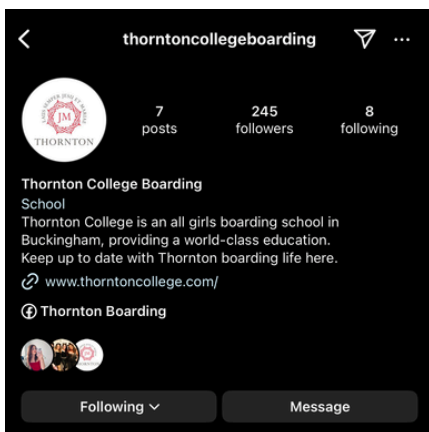 thorntoncollegeboarding
7
245
8
posts
followers
following
JM
THORNTON
Thornton College Boarding
School
Thornton College is an all girls boarding school in
Buckingham, providing a world-class education.
Keep up to date with Thornton boarding life here.
www.thorntoncollege.com/
Thornton Boarding
Following
Message